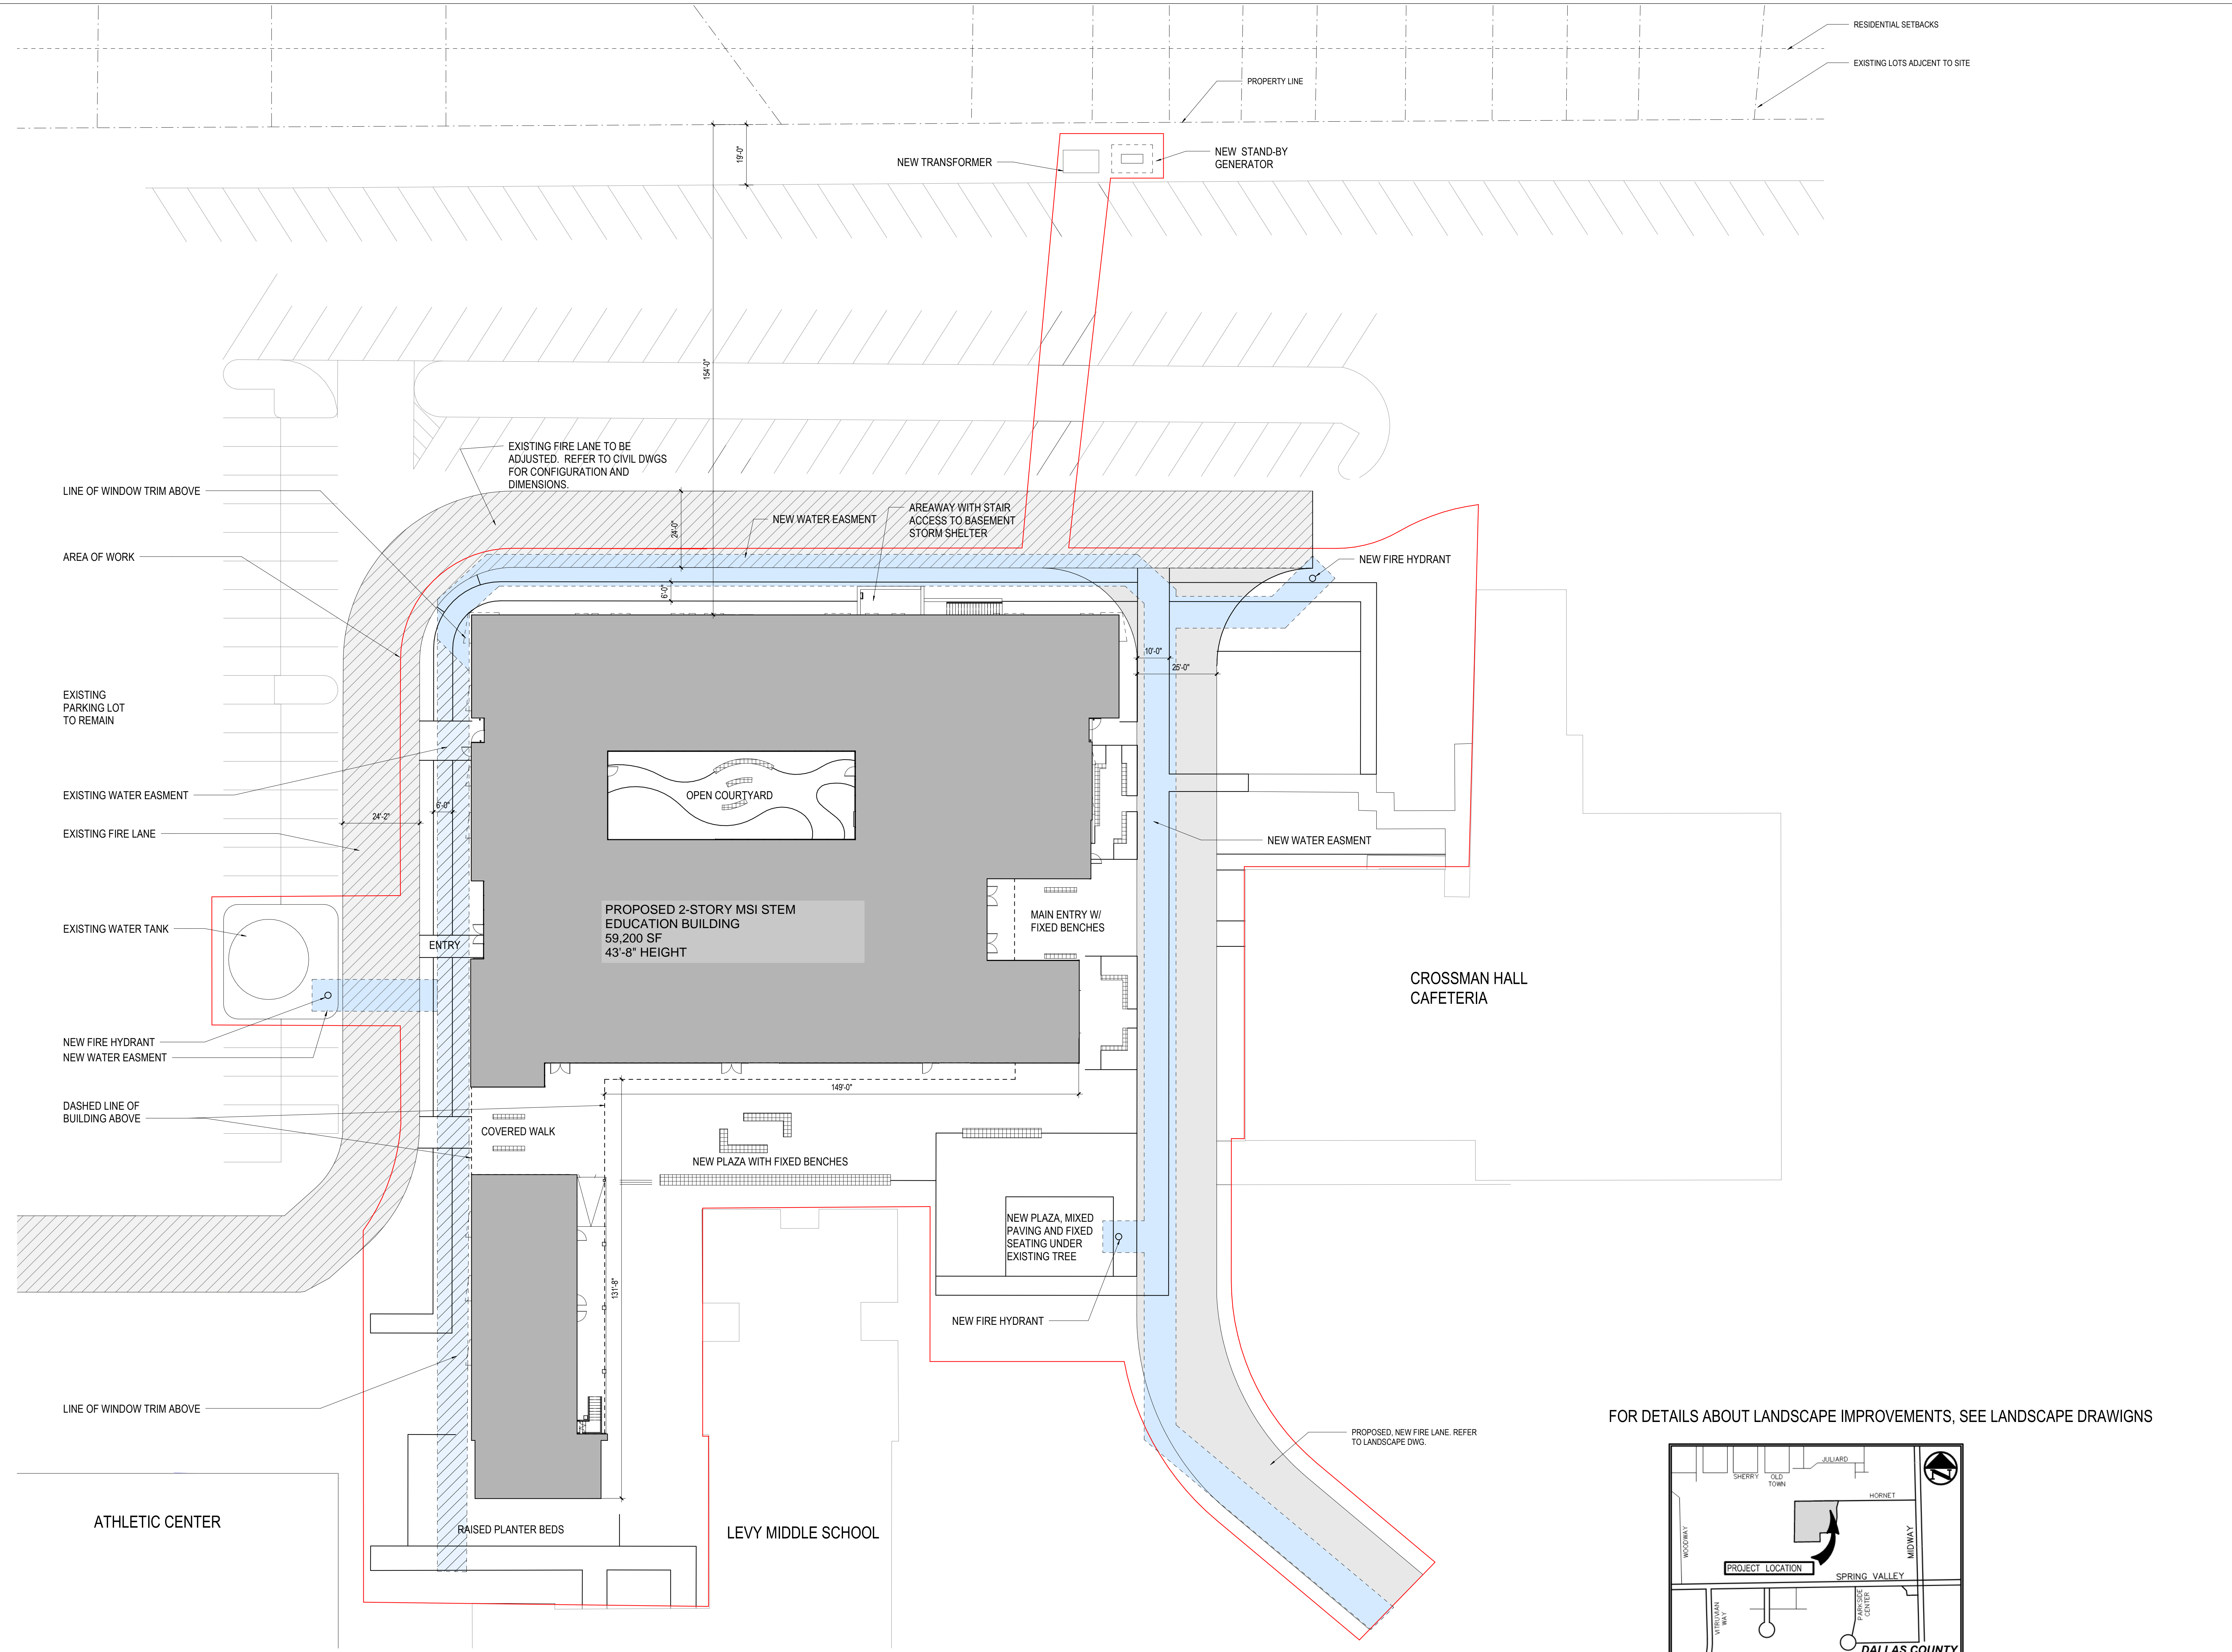 RESIDENTIAL SETBACKS
EXISTING LOTS ADJCENT TO SITE
PROPERTY LINE
19'-0"
NEW TRANSFORMER
NEW STAND-BY
GENERATOR
154'-0"
EXISTING FIRE LANE TO BE
ADJUSTED. REFER TO CIVIL DWGS
FOR CONFIGURATION AND
DIMENSIONS.
LINE OF WINDOW TRIM ABOVE
24'-0"
NEW WATER EASMENT
AREAWAY WITH STAIR
ACCESS TO BASEMENT
STORM SHELTER
AREA OF WORK
NEW FIRE HYDRANT
6'-0"
10'-0"
25'-0"
EXISTING
PARKING LOT
TO REMAIN
EXISTING WATER EASMENT
OPEN COURTYARD
6'-0"
24'-2"
EXISTING FIRE LANE
NEW WATER EASMENT
PROPOSED 2-STORY MSI STEM
EDUCATION BUILDING
59,200 SF
43'-8" HEIGHT
MAIN ENTRY W/
FIXED BENCHES
EXISTING WATER TANK
ENTRY
CROSSMAN HALL
CAFETERIA
NEW FIRE HYDRANT
NEW WATER EASMENT
149'-0"
DASHED LINE OF
BUILDING ABOVE
COVERED WALK
NEW PLAZA WITH FIXED BENCHES
NEW PLAZA, MIXED
PAVING AND FIXED
SEATING UNDER
EXISTING TREE
131'-8"
NEW FIRE HYDRANT
LINE OF WINDOW TRIM ABOVE
PROPOSED, NEW FIRE LANE. REFER
TO LANDSCAPE DWG.
FOR DETAILS ABOUT LANDSCAPE IMPROVEMENTS, SEE LANDSCAPE DRAWIGNS
ATHLETIC CENTER
RAISED PLANTER BEDS
LEVY MIDDLE SCHOOL
JULIARD
SHERRY
OLD
TOWN
N
HORNET
WOODWAY
MIDWAY
PROJECT LOCATION
SPRING VALLEY
VITRUVIAN
WAY
PARKSIDE
CENTER
DALLAS COUNTY